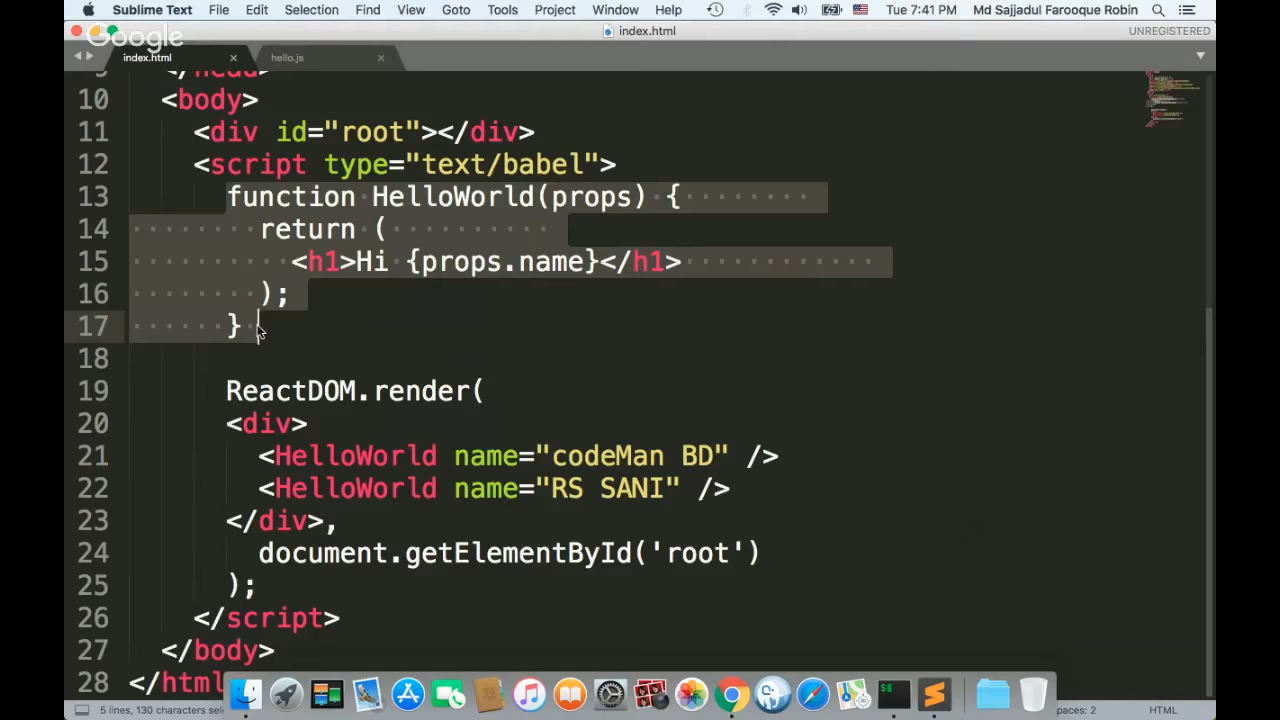 Sublime Text File Edit Selection Find View Goto Tools Project Window Help Tue 7:41 PM Md Sajjadul Farooque Robin
Google
index.html
UNREGISTERED
index.html hello.js
9 </head>
10 <body>
11 <div id="root"></div>
12 <script type="text/babel">
13 function HelloWorld(props) {
14 return (
15 <h1>Hi {props.name}</h1>
16 );
17 }
18
19 ReactDOM.render(
20 <div>
21 <HelloWorld name="codeMan BD" />
22 <HelloWorld name="RS SANI" />
23 </div>,
24 document.getElementById('root')
25 );
26 </script>
27 </body>
28 </html
5 lines, 130 characters sel
paces: 2 HTML